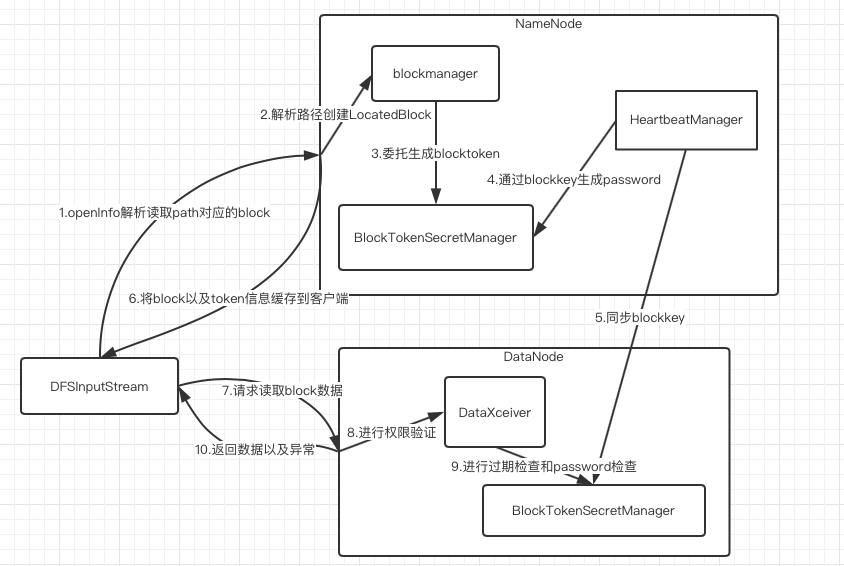 NameNode
blockmanager
2.解析路径创建LocatedBlock
HeartbeatManager
3.委托生成blocktoken
4.通过blockkey生成password
1.openInfo解析读取path对应的block
BlockTokenSecretManager
6.将block以及token信息缓存到客户端
5.同步blockkey
DataNode
DFSInputStream
7.请求读取block数据
DataXceiver
8.进行权限验证
10.返回数据以及异常
9.进行过期检查和password检查
BlockTokenSecretManager